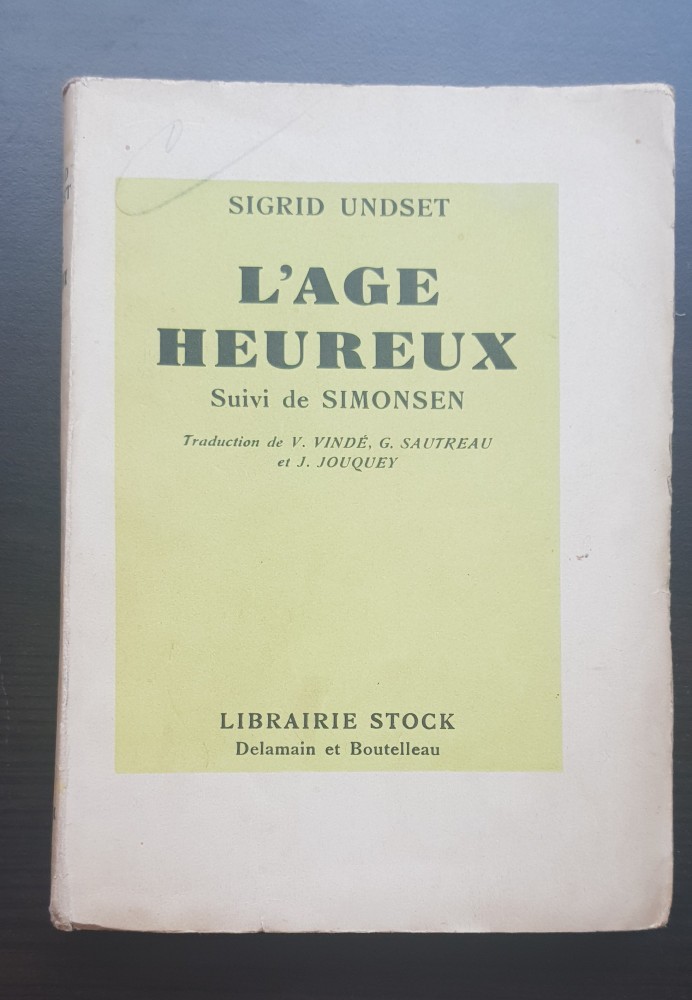 SIGRID UNDSET
L'AGE
HEUREUX
Suivi de SIMONSEN
Traduction de V. VINDÉ, G. SAUTREAU
et J. JOUQUEY
LIBRAIRIE STOCK
Delamain et Boutelleau